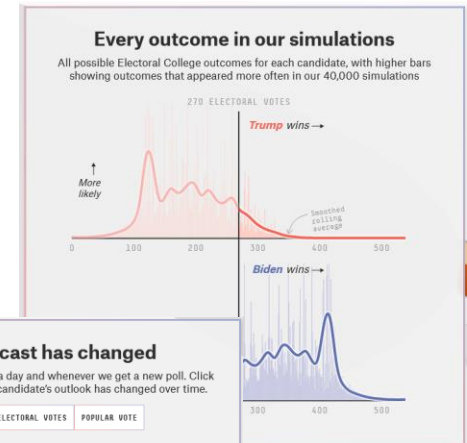 Every outcome in our simulations
All possible Electoral College outcomes for each candidate, with higher bars
showing outcomes that appeared more often in our 40,000 simulations
270 ELECTORAL VOTES
Trump wins→
↑
More
likely
Smoothed
rolling
average
0 100 200 300 400 500
Biden wins→
cast has changed
a day and whenever we get a new poll. Click
candidate's outlook has changed over time.
ELECTORAL VOTES POPULAR VOTE
300 400 500